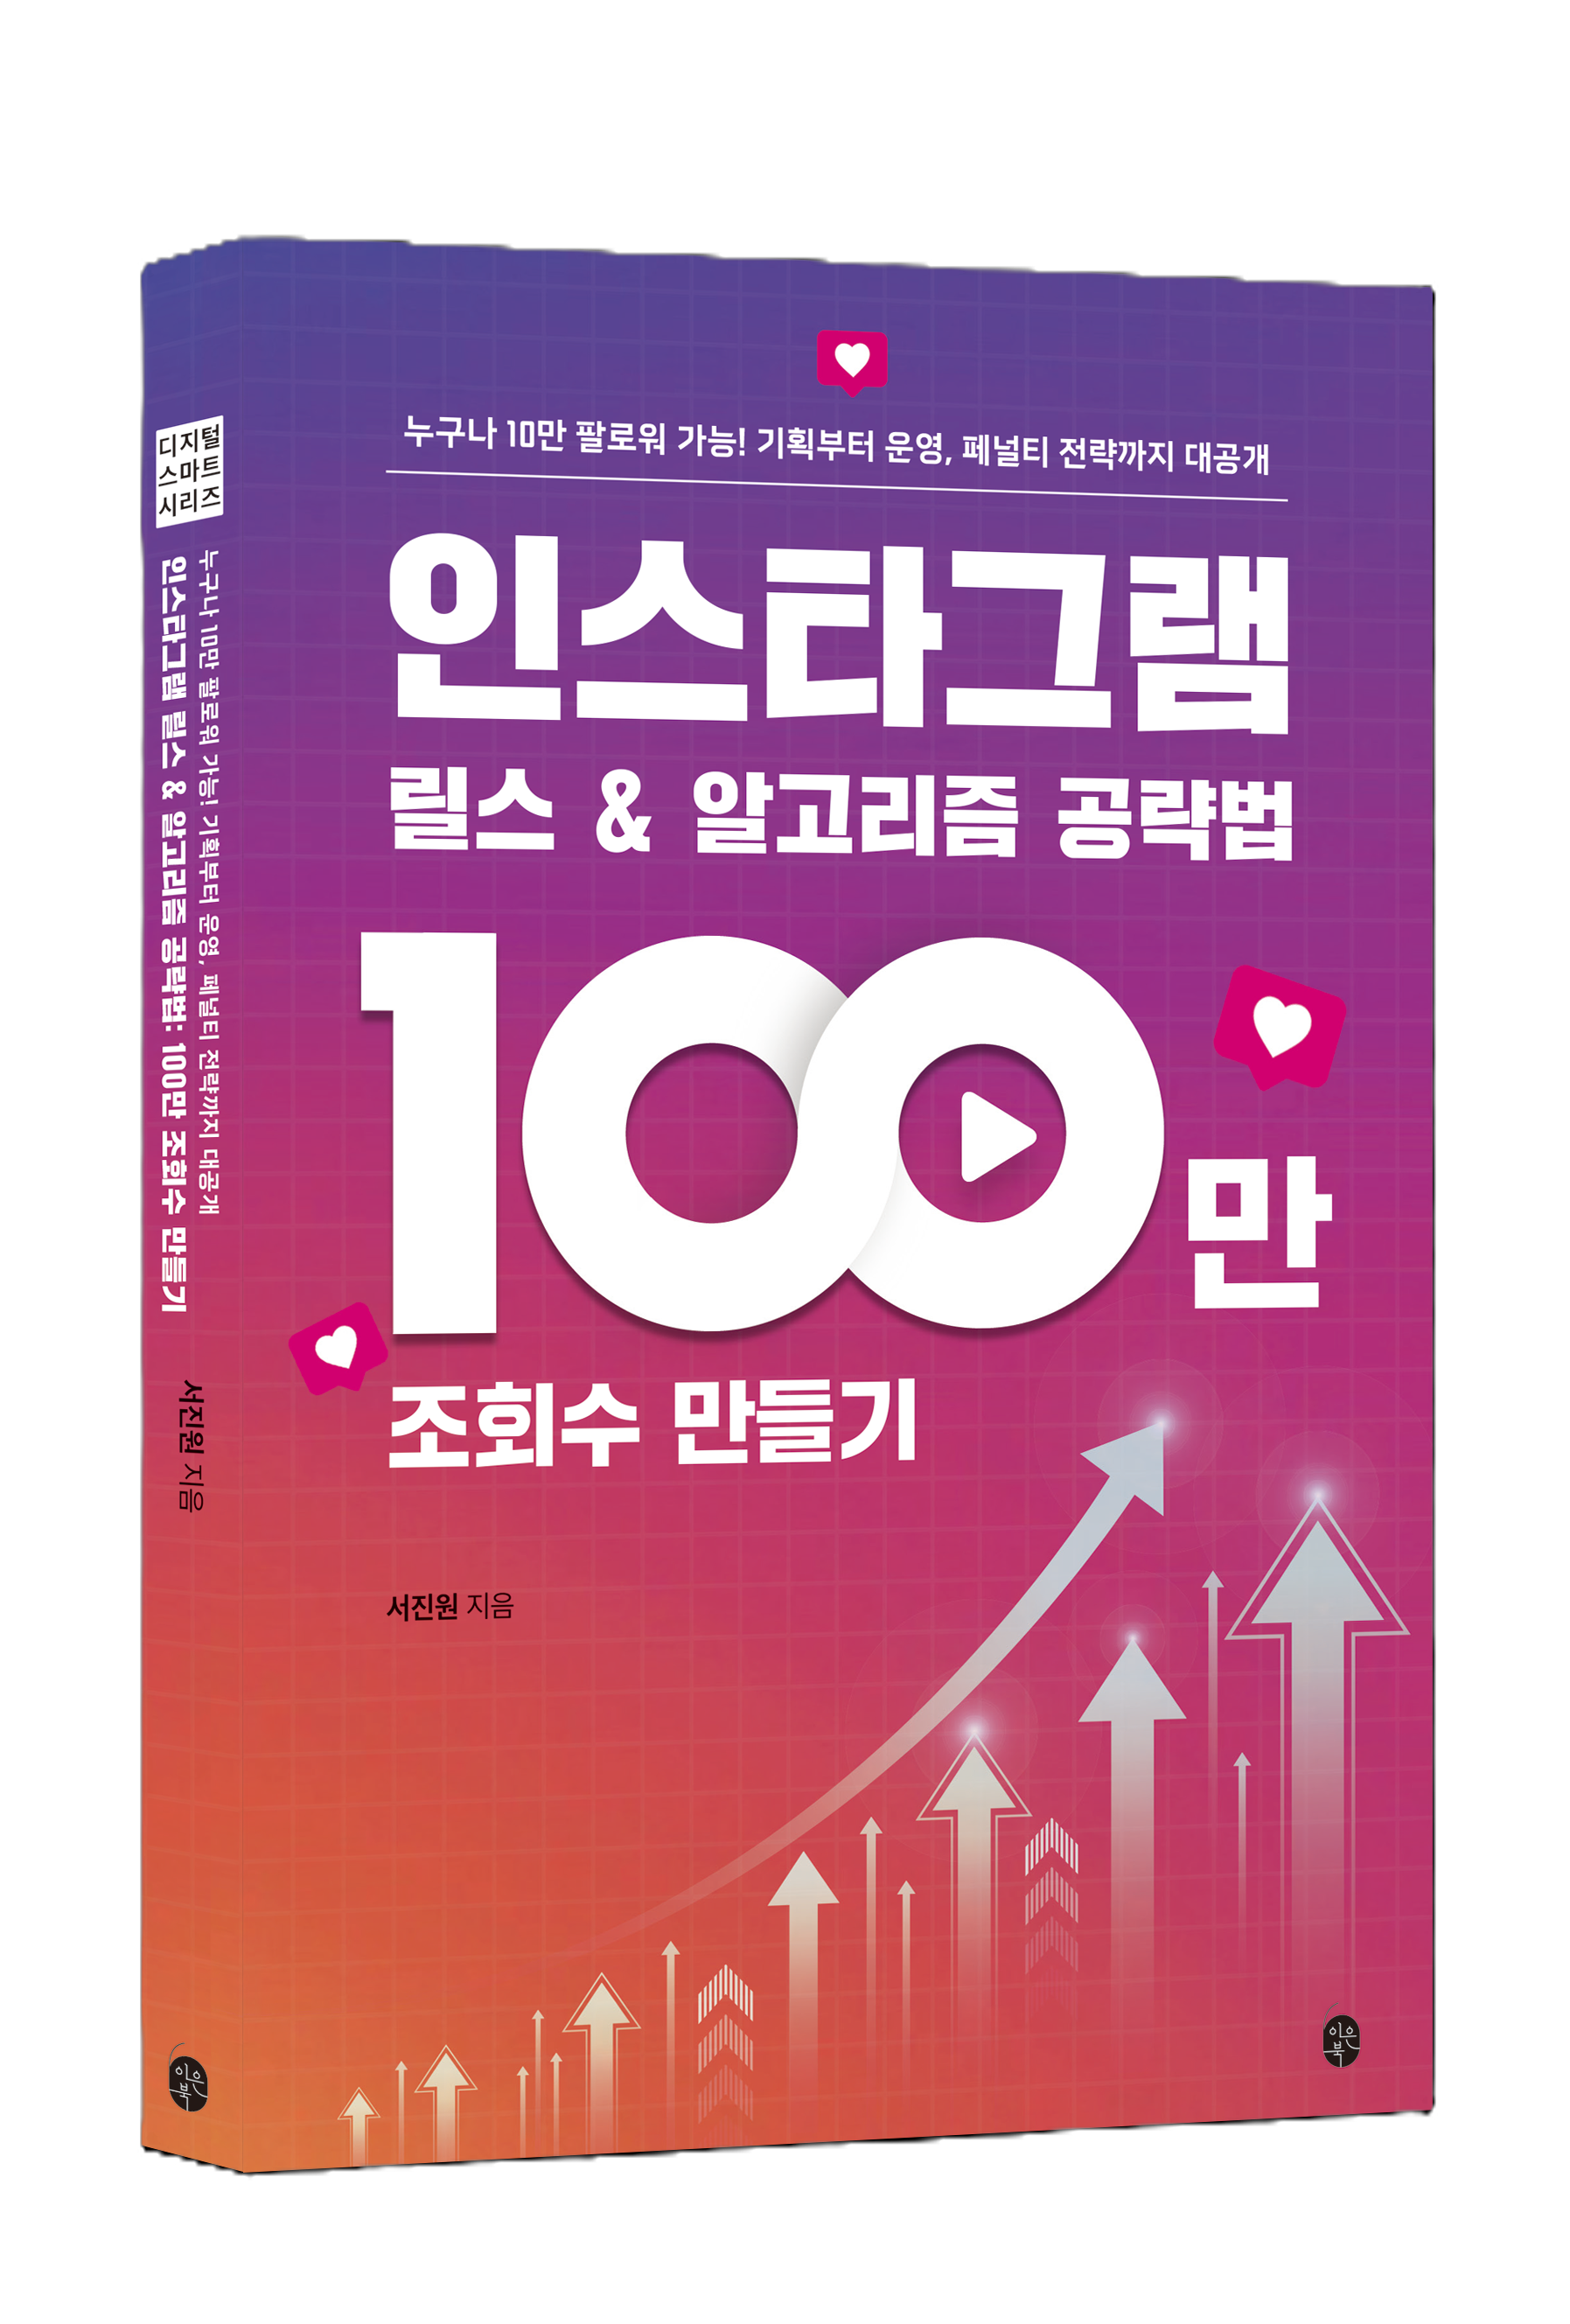 누구나 10만 팔로워 가능! 기획부터 운영, 페널티 전략까지 대공개
인스타그램
릴스 & 알고리즘 공략법
100만
조회수 만들기
서진원 지음
이은북
디지털
스마트
시리즈
누구나 10만 팔로워 가능! 기획부터 운영, 페널티 전략까지 대공개
인스타그램 릴스 & 알고리즘 공략법: 100만 조회수 만들기
서진원 지음
이은북